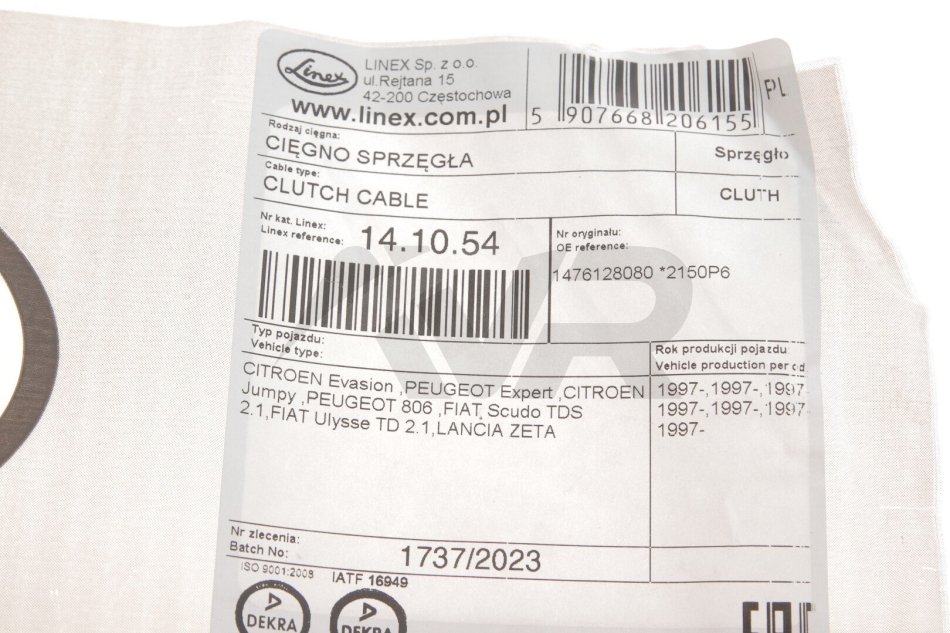 Linex
LINEX Sp. z o.o.
ul.Rejtana 15
42-200 Częstochowa
www.linex.com.pl
5 907668 206155
PL
Rodzaj cięgna:
CIĘGNO SPRZĘGŁA
Sprzęgło
Cable type:
CLUTCH CABLE
CLUTH
Nr kat. Linex:
Linex reference: 14.10.54
Nr oryginału:
OE reference:
1476128080 *2150P6
Typ pojazdu:
Vehicle type:
Rok produkcji pojazdu
Vehicle production per od
CITROEN Evasion ,PEUGEOT Expert ,CITROEN
Jumpy ,PEUGEOT 806 ,FIAT Scudo TDS
2.1,FIAT Ulysse TD 2.1,LANCIA ZETA
1997-,1997-,1997-
1997-,1997-,1997-
1997-
Nr zlecenia:
Batch No:
1737/2023
ISO 9001:2008
IATF 16949
DEKRA
DEKRA